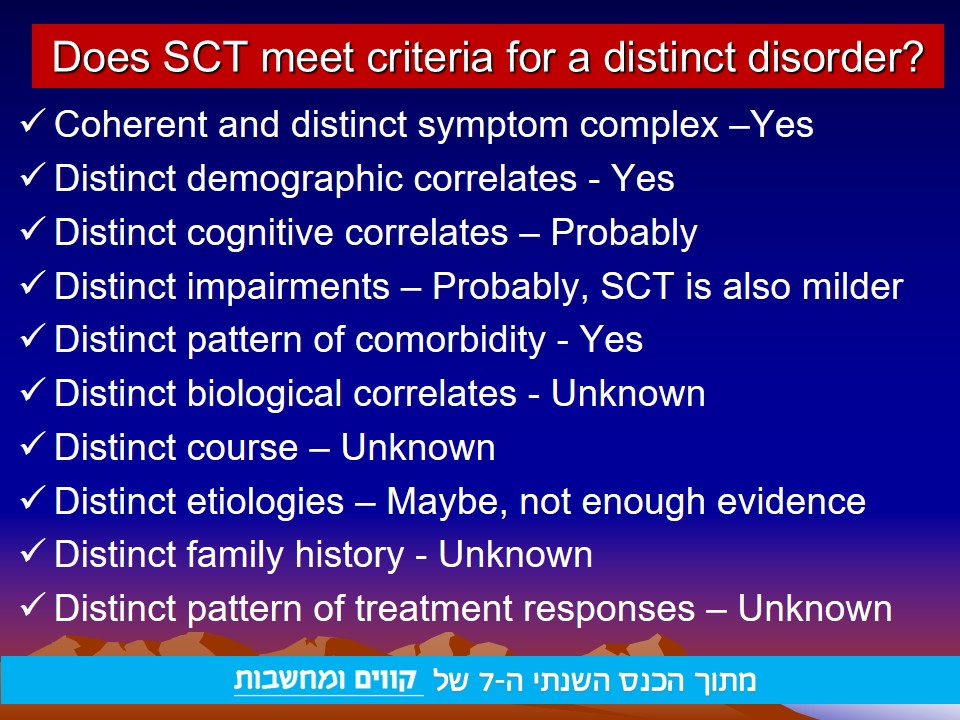 Does SCT meet criteria for a distinct disorder?
✓ Coherent and distinct symptom complex –Yes
✓ Distinct demographic correlates - Yes
✓ Distinct cognitive correlates – Probably
✓ Distinct impairments – Probably, SCT is also milder
✓ Distinct pattern of comorbidity - Yes
✓ Distinct biological correlates - Unknown
✓ Distinct course – Unknown
✓ Distinct etiologies – Maybe, not enough evidence
✓ Distinct family history - Unknown
✓ Distinct pattern of treatment responses – Unknown
מתוך הכנס השנתי ה-7 של קווים ומחשבות